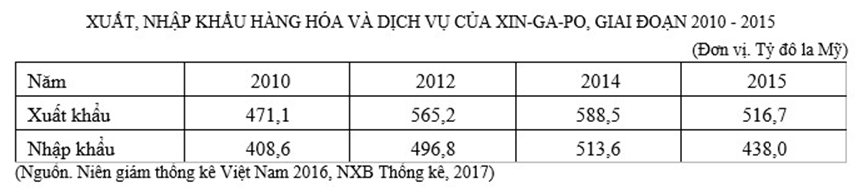 XUẤT, NHẬP KHẨU HÀNG HÓA VÀ DỊCH VỤ CỦA XIN-GA-PO, GIAI ĐOẠN 2010 - 2015
(Đơn vị. Tỷ đô la Mỹ)
Năm 2010 2012 2014 2015
Xuất khẩu 471,1 565,2 588,5 516,7
Nhập khẩu 408,6 496,8 513,6 438,0
(Nguồn. Niên giám thống kê Việt Nam 2016, NXB Thống kê, 2017)